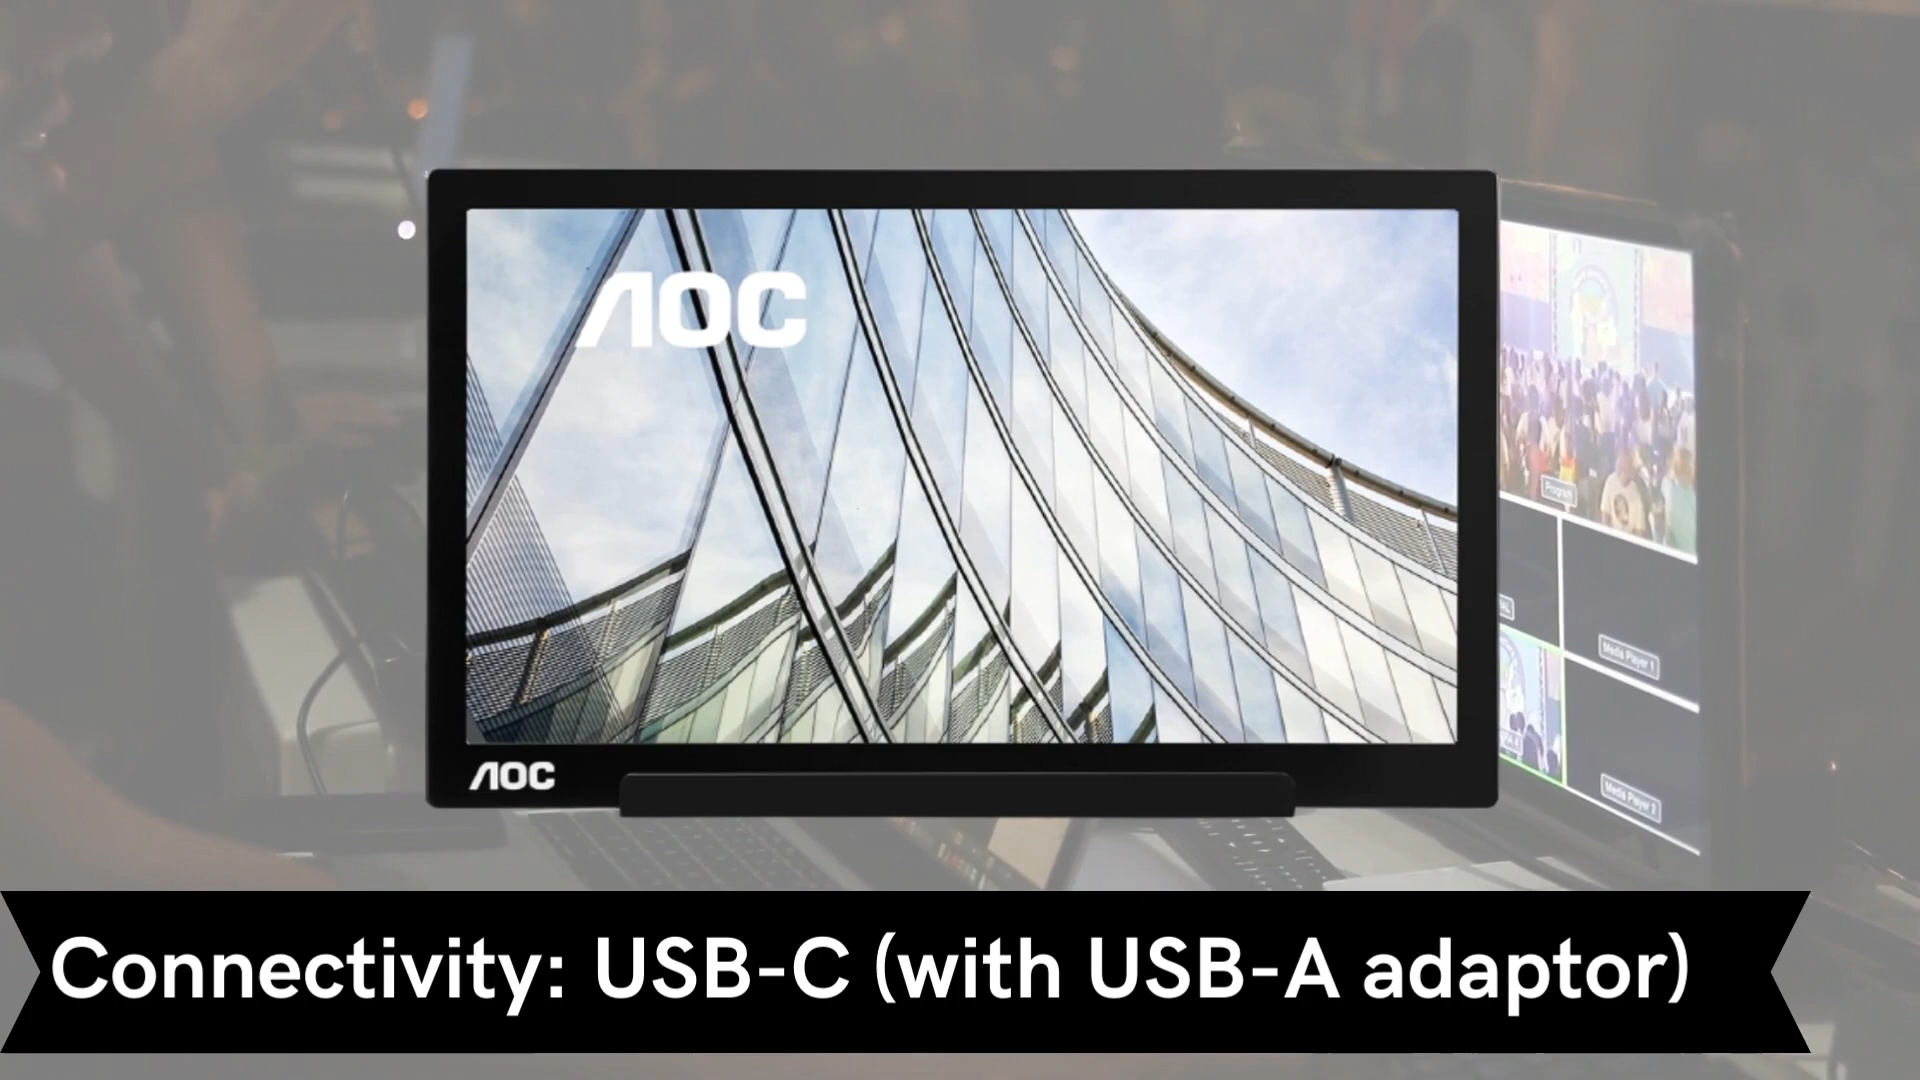 AOC
Program
Media Player 1
AOC
Media Player 2
Connectivity: USB-C (with USB-A adaptor)